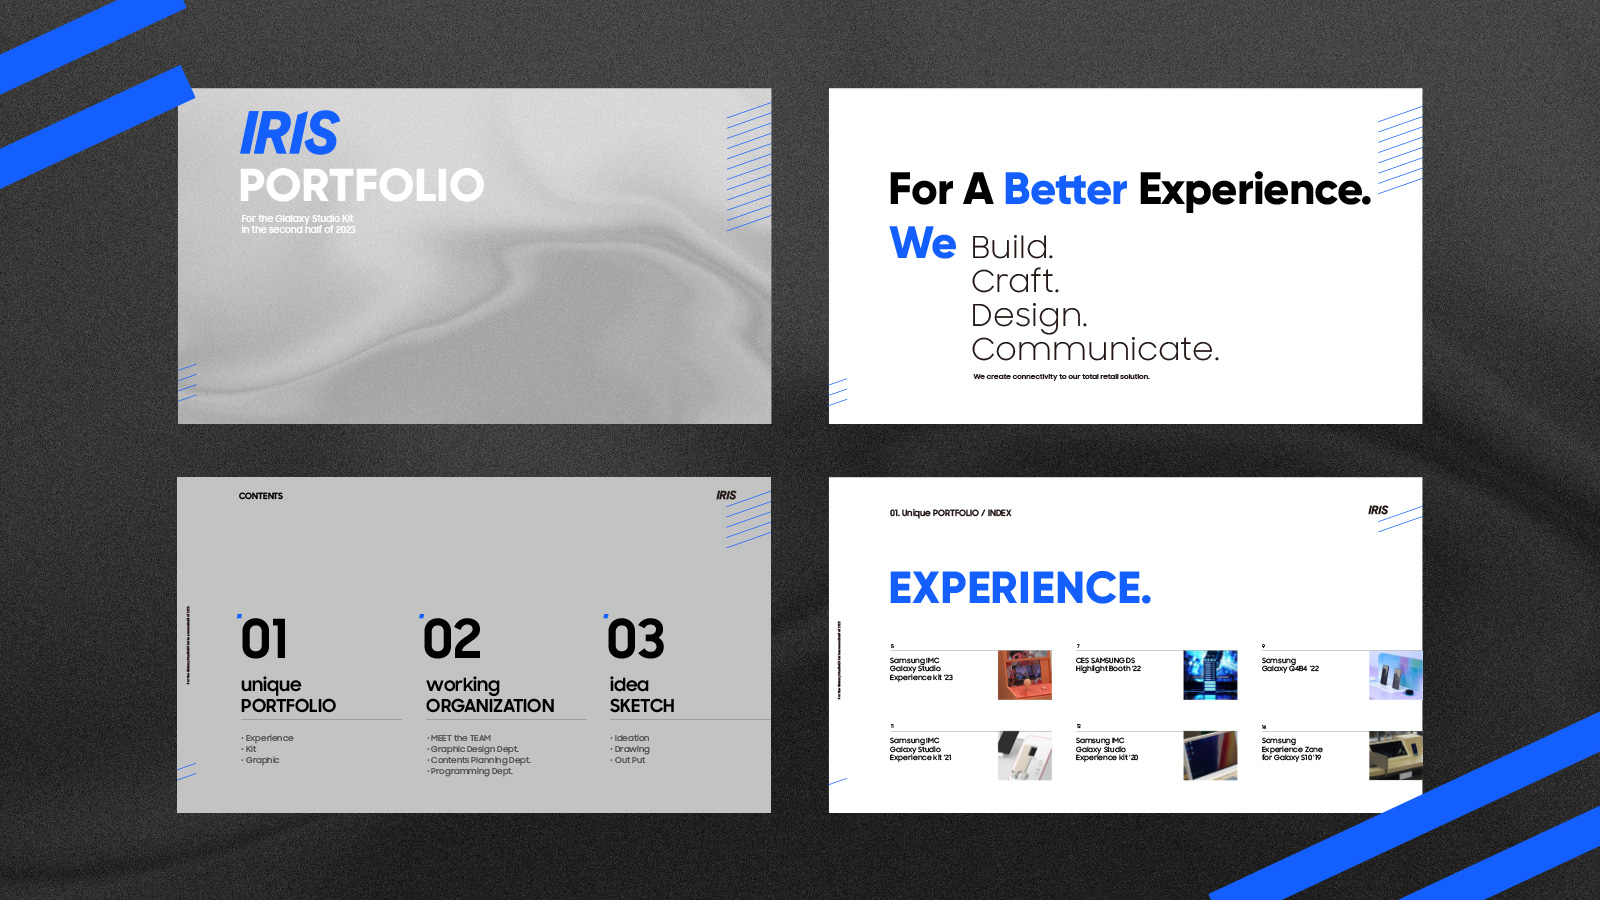 IRIS
PORTFOLIO
For the Glalaxy Studio Kit
in the second half of 2023
For A Better Experience.
We Build.
Craft.
Design.
Communicate.
We create connectivity to our total retail solution.
CONTENTS
IRIS
01
unique
PORTFOLIO
· Experience
· Kit
· Graphic
02
working
ORGANIZATION
· MEET the TEAM
· Graphic Design Dept.
· Contents Planning Dept.
· Programming Dept.
03
idea
SKETCH
· Ideation
· Drawing
· Out Put
01. Unique PORTFOLIO / INDEX
IRIS
EXPERIENCE.
5
Samsung IMC
Galaxy Studio
Experience kit '23
7
CES SAMSUNG DS
Highlight Booth '22
9
Samsung
Galaxy Q4B4 '22
11
Samsung IMC
Galaxy Studio
Experience kit '21
12
Samsung IMC
Galaxy Studio
Experience kit '20
Samsung
Experience Zane
for Galaxy S10 '19